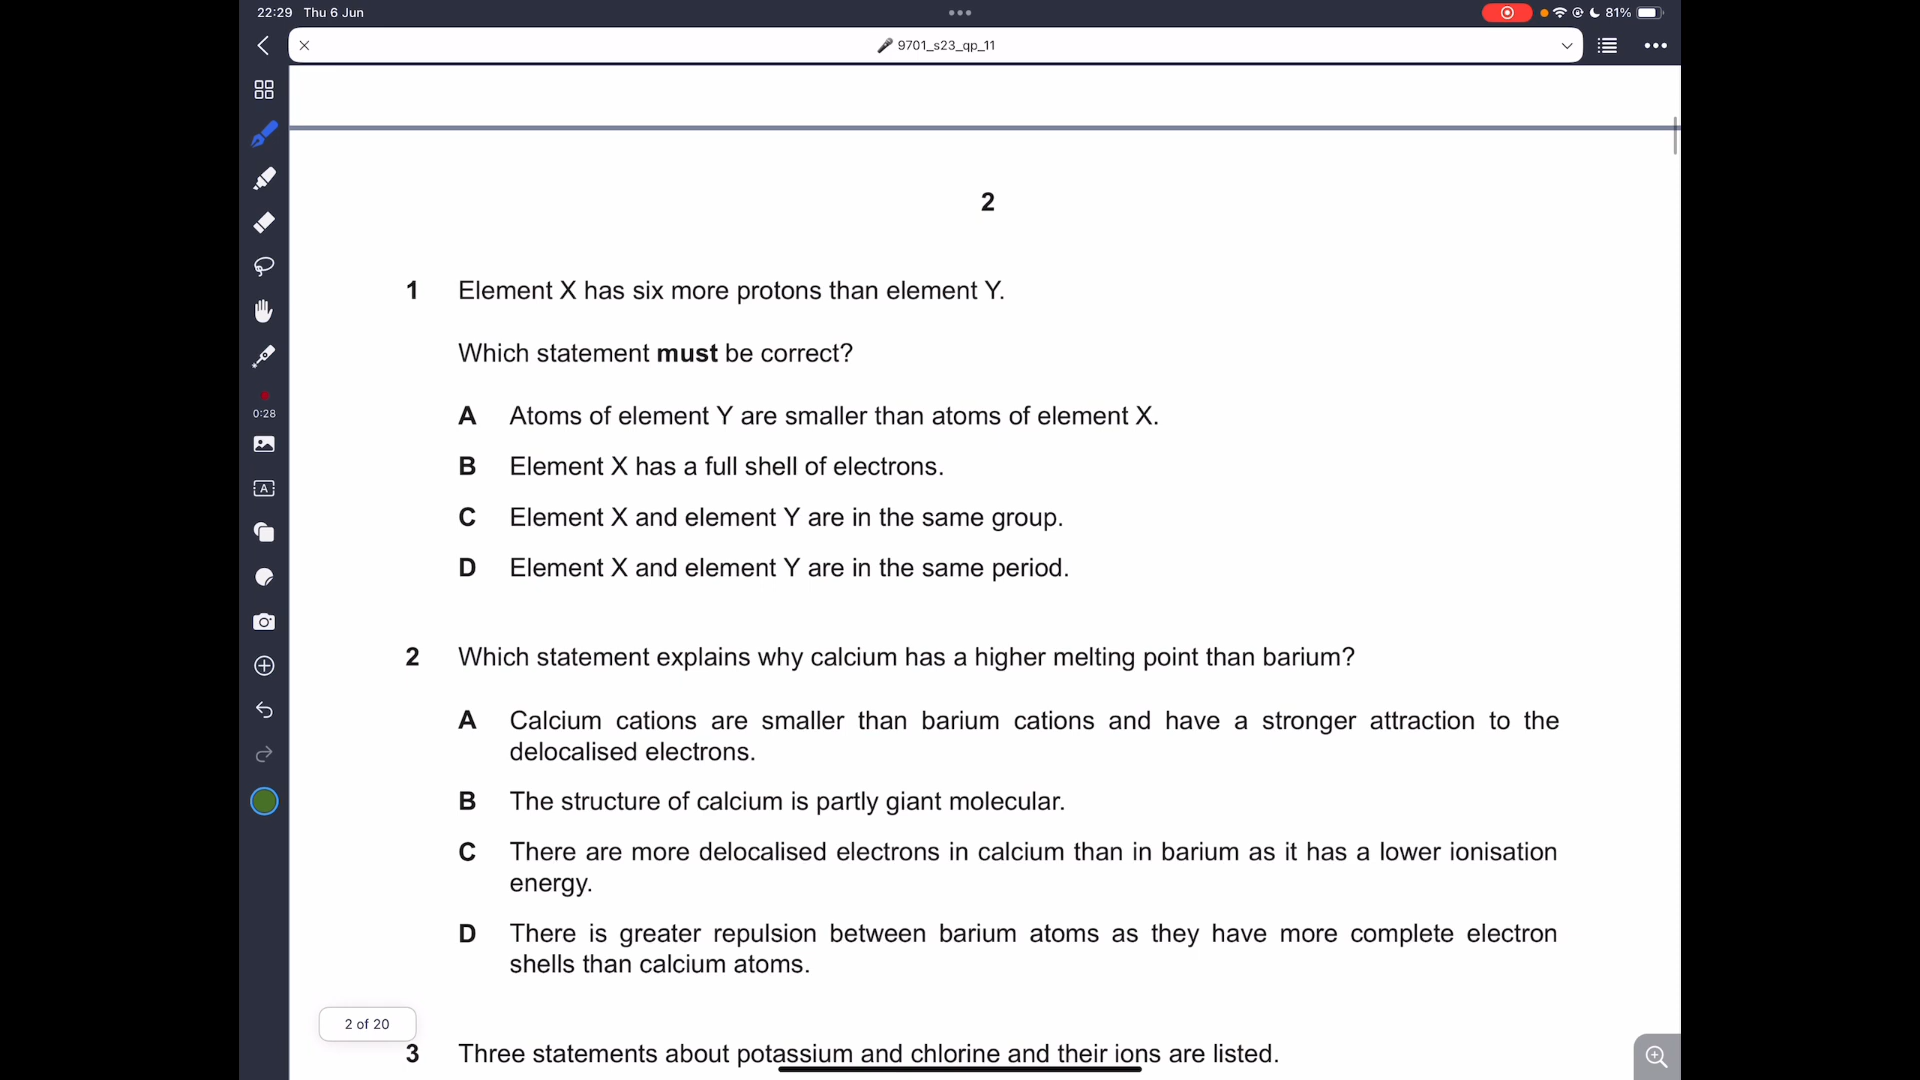 22:29 Thu 6 Jun
81%
9701_s23_qp_11
2
1 Element X has six more protons than element Y.
Which statement must be correct?
A Atoms of element Y are smaller than atoms of element X.
B Element X has a full shell of electrons.
C Element X and element Y are in the same group.
D Element X and element Y are in the same period.
0:28
A
2 Which statement explains why calcium has a higher melting point than barium?
A Calcium cations are smaller than barium cations and have a stronger attraction to the
delocalised electrons.
B The structure of calcium is partly giant molecular.
C There are more delocalised electrons in calcium than in barium as it has a lower ionisation
energy.
D There is greater repulsion between barium atoms as they have more complete electron
shells than calcium atoms.
2 of 20
3 Three statements about potassium and chlorine and their ions are listed.